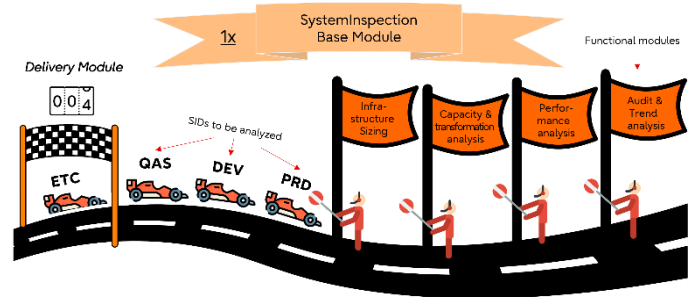 SystemInspection
Base Module
1x
Functional modules
Delivery Module
0 0 4
SIDs to be analyzed
ETC
QAS
DEV
PRD
Infra-
structure
Sizing
Capacity &
transformation
analysis
Perfor-
mance
analysis
Audit &
Trend
analysis